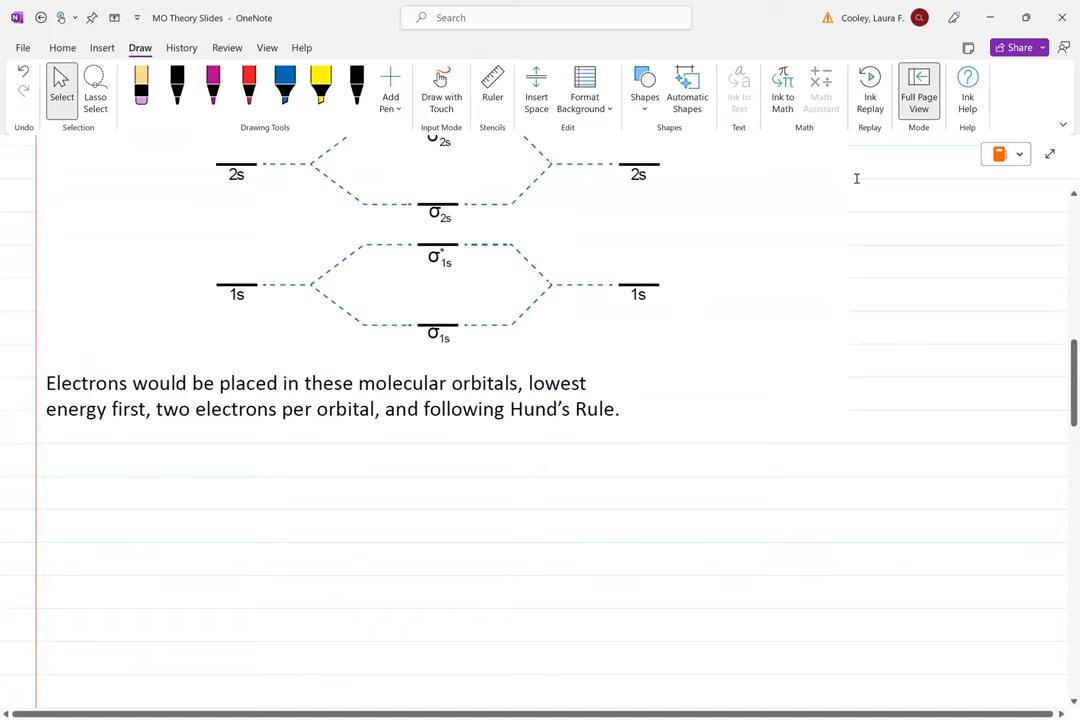 MO Theory Slides - OneNote
Search
Cooley, Laura F.
CL
File Home Insert Draw History Review View Help
Share
Undo
Select
Lasso Select
Selection
Drawing Tools
Add Pen
Draw with Touch
Input Mode
Ruler
Stencils
Insert Space
Format Background
Edit
Shapes
Automatic Shapes
Shapes
Ink to Text
Text
Ink to Math
Math Assistant
Math
Ink Replay
Replay
Full Page View
Mode
Ink Help
Help
σ2s
2s 2s
σ2s
σ*1s
1s 1s
σ1s
Electrons would be placed in these molecular orbitals, lowest
energy first, two electrons per orbital, and following Hund’s Rule.